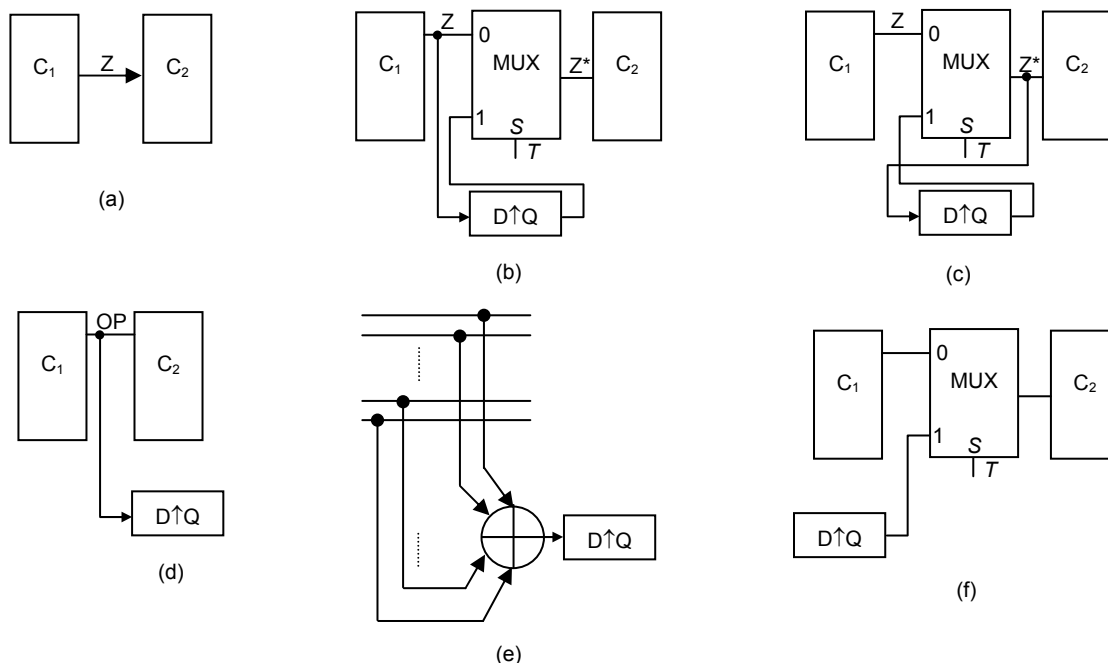 C1
Z
C2
(a)
C1
Z
0
MUX
1
S
T
Z*
C2
D↑Q
(b)
C1
Z
0
MUX
1
S
T
Z*
C2
D↑Q
(c)
C1
OP
C2
D↑Q
(d)
D↑Q
(e)
C1
0
MUX
1
S
T
C2
D↑Q
(f)